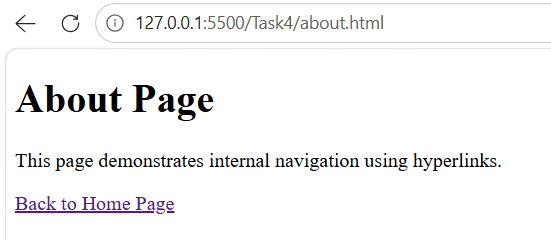 127.0.0.1:5500/Task4/about.html
About Page
This page demonstrates internal navigation using hyperlinks.
Back to Home Page